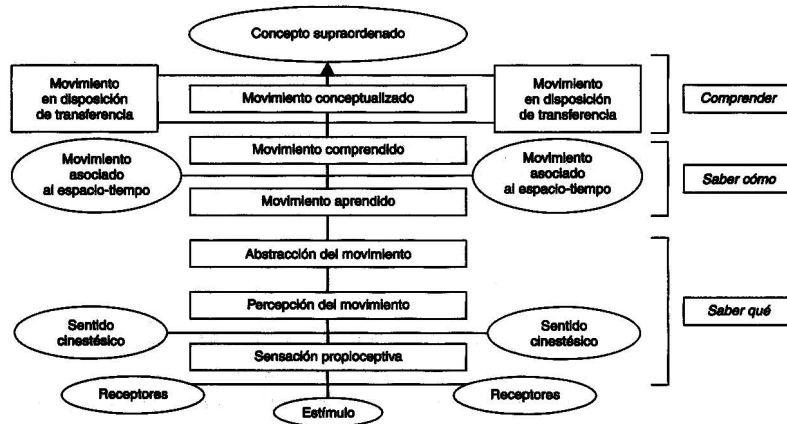 Concepto supraordenado
Movimiento
en disposición
de transferencia
Movimiento conceptualizado
Movimiento
en disposición
de transferencia
Comprender
Movimiento comprendido
Movimiento
asociado
al espacio-tiempo
Movimiento
asociado
al espacio-tiempo
Saber cómo
Movimiento aprendido
Abstracción del movimiento
Percepción del movimiento
Saber qué
Sentido
cinestésico
Sentido
cinestésico
Sensación propioceptiva
Receptores
Receptores
Estímulo